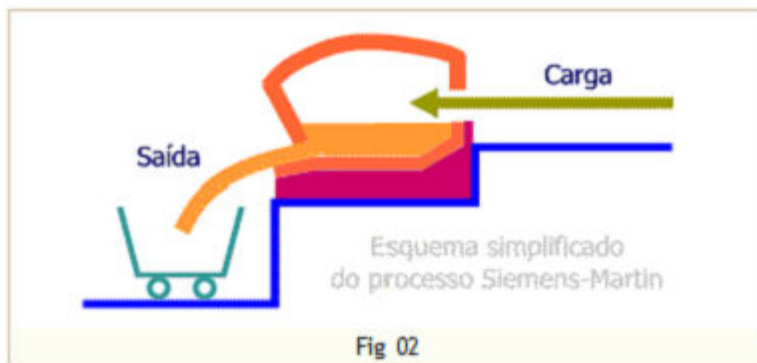 Carga
Saída
Esquema simplificado
do processo Siemens-Martin
Fig 02